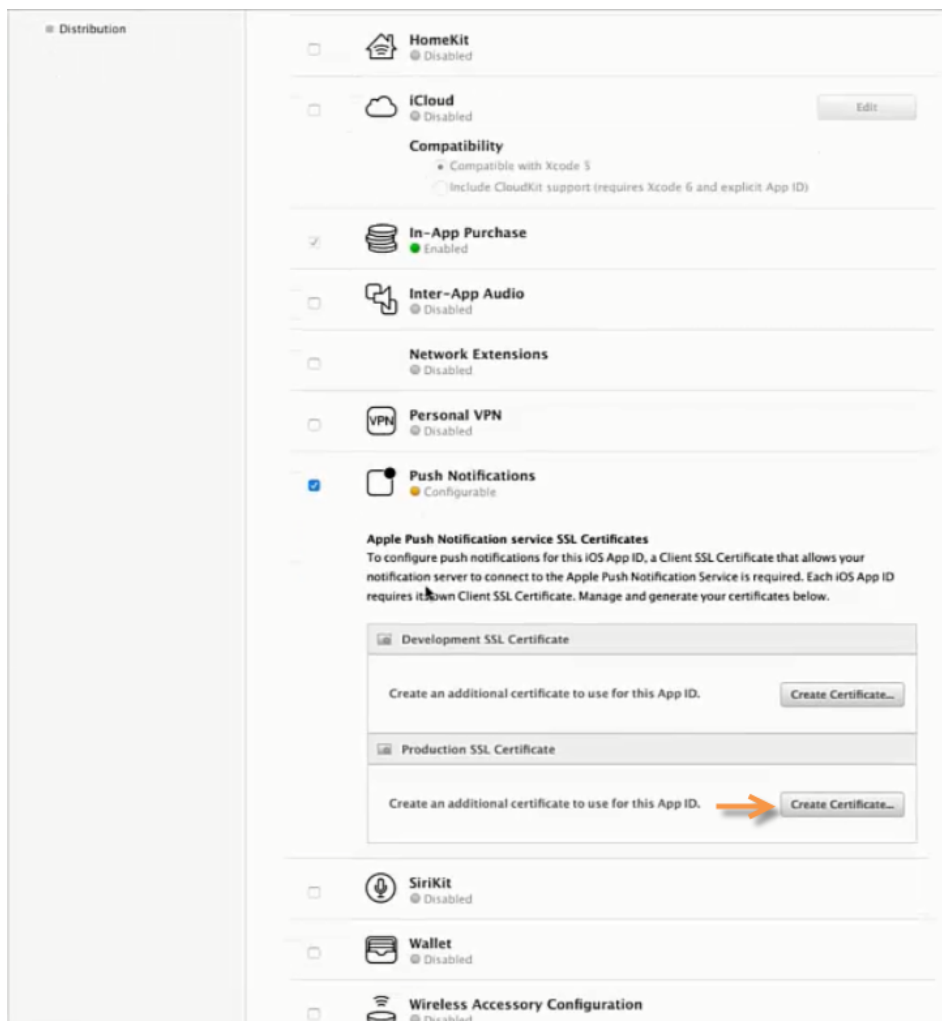 Distribution
HomeKit
Disabled
iCloud
Disabled
Edit
Compatibility
Compatible with Xcode 5
Include CloudKit support (requires Xcode 6 and explicit App ID)
In-App Purchase
Enabled
Inter-App Audio
Disabled
Network Extensions
Disabled
VPN
Personal VPN
Disabled
Push Notifications
Configurable
Apple Push Notification service SSL Certificates
To configure push notifications for this iOS App ID, a Client SSL Certificate that allows your
notification server to connect to the Apple Push Notification Service is required. Each iOS App ID
requires its own Client SSL Certificate. Manage and generate your certificates below.
Development SSL Certificate
Create an additional certificate to use for this App ID.
Create Certificate...
Production SSL Certificate
Create an additional certificate to use for this App ID.
Create Certificate...
SiriKit
Disabled
Wallet
Disabled
Wireless Accessory Configuration
Disabled